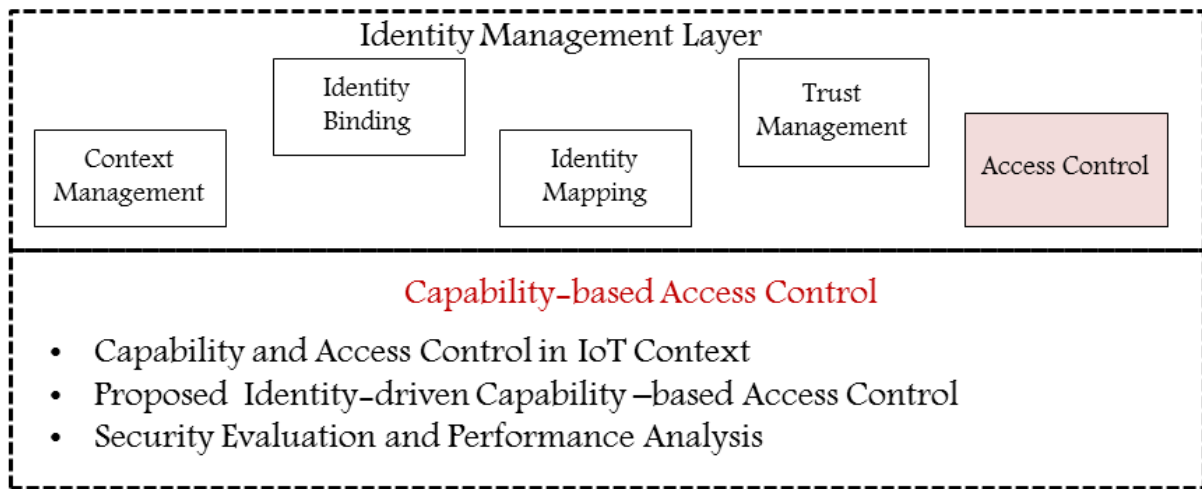 Identity Management Layer
Context
Management
Identity
Binding
Identity
Mapping
Trust
Management
Access Control
Capability-based Access Control
• Capability and Access Control in IoT Context
• Proposed Identity-driven Capability –based Access Control
• Security Evaluation and Performance Analysis